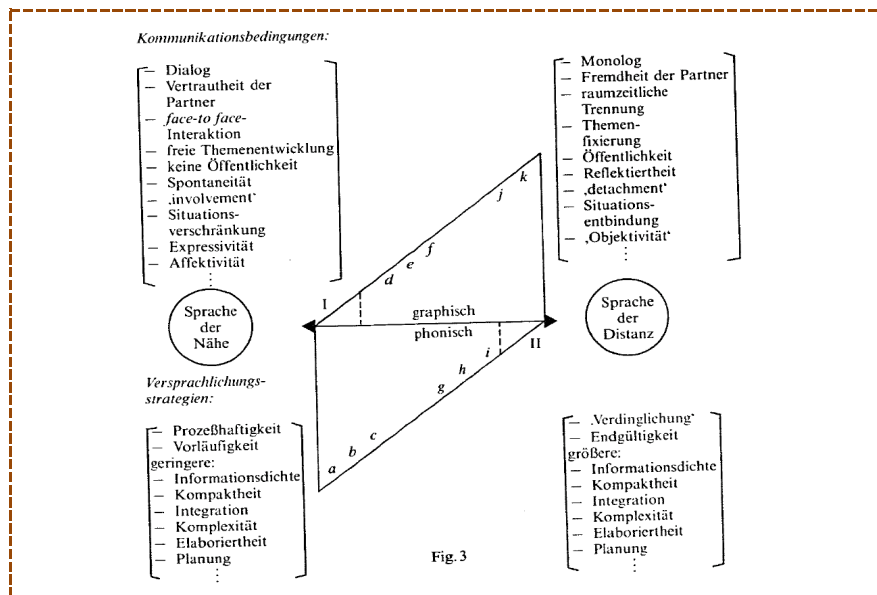 Kommunikationsbedingungen:
– Dialog
– Vertrautheit der
Partner
– face-to face-
Interaktion
– freie Themenentwicklung
– keine Öffentlichkeit
– Spontaneität
– ‚involvement‘
– Situations-
verschränkung
– Expressivität
– Affektivität
⋮
– Monolog
– Fremdheit der Partner
– raumzeitliche
Trennung
– Themen-
fixierung
– Öffentlichkeit
– Reflektiertheit
– ‚detachment‘
– Situations-
entbindung
– ‚Objektivität‘
⋮
k
j
f
e
d
I
Sprache
der
Nähe
graphisch
phonisch
Sprache
der
Distanz
II
i
h
g
c
b
a
Versprachlichungs-
strategien:
– Prozeßhaftigkeit
– Vorläufigkeit
geringere:
– Informationsdichte
– Kompaktheit
– Integration
– Komplexität
– Elaboriertheit
– Planung
⋮
– ‚Verdinglichung‘
– Endgültigkeit
größere:
– Informationsdichte
– Kompaktheit
– Integration
– Komplexität
– Elaboriertheit
– Planung
⋮
Fig. 3